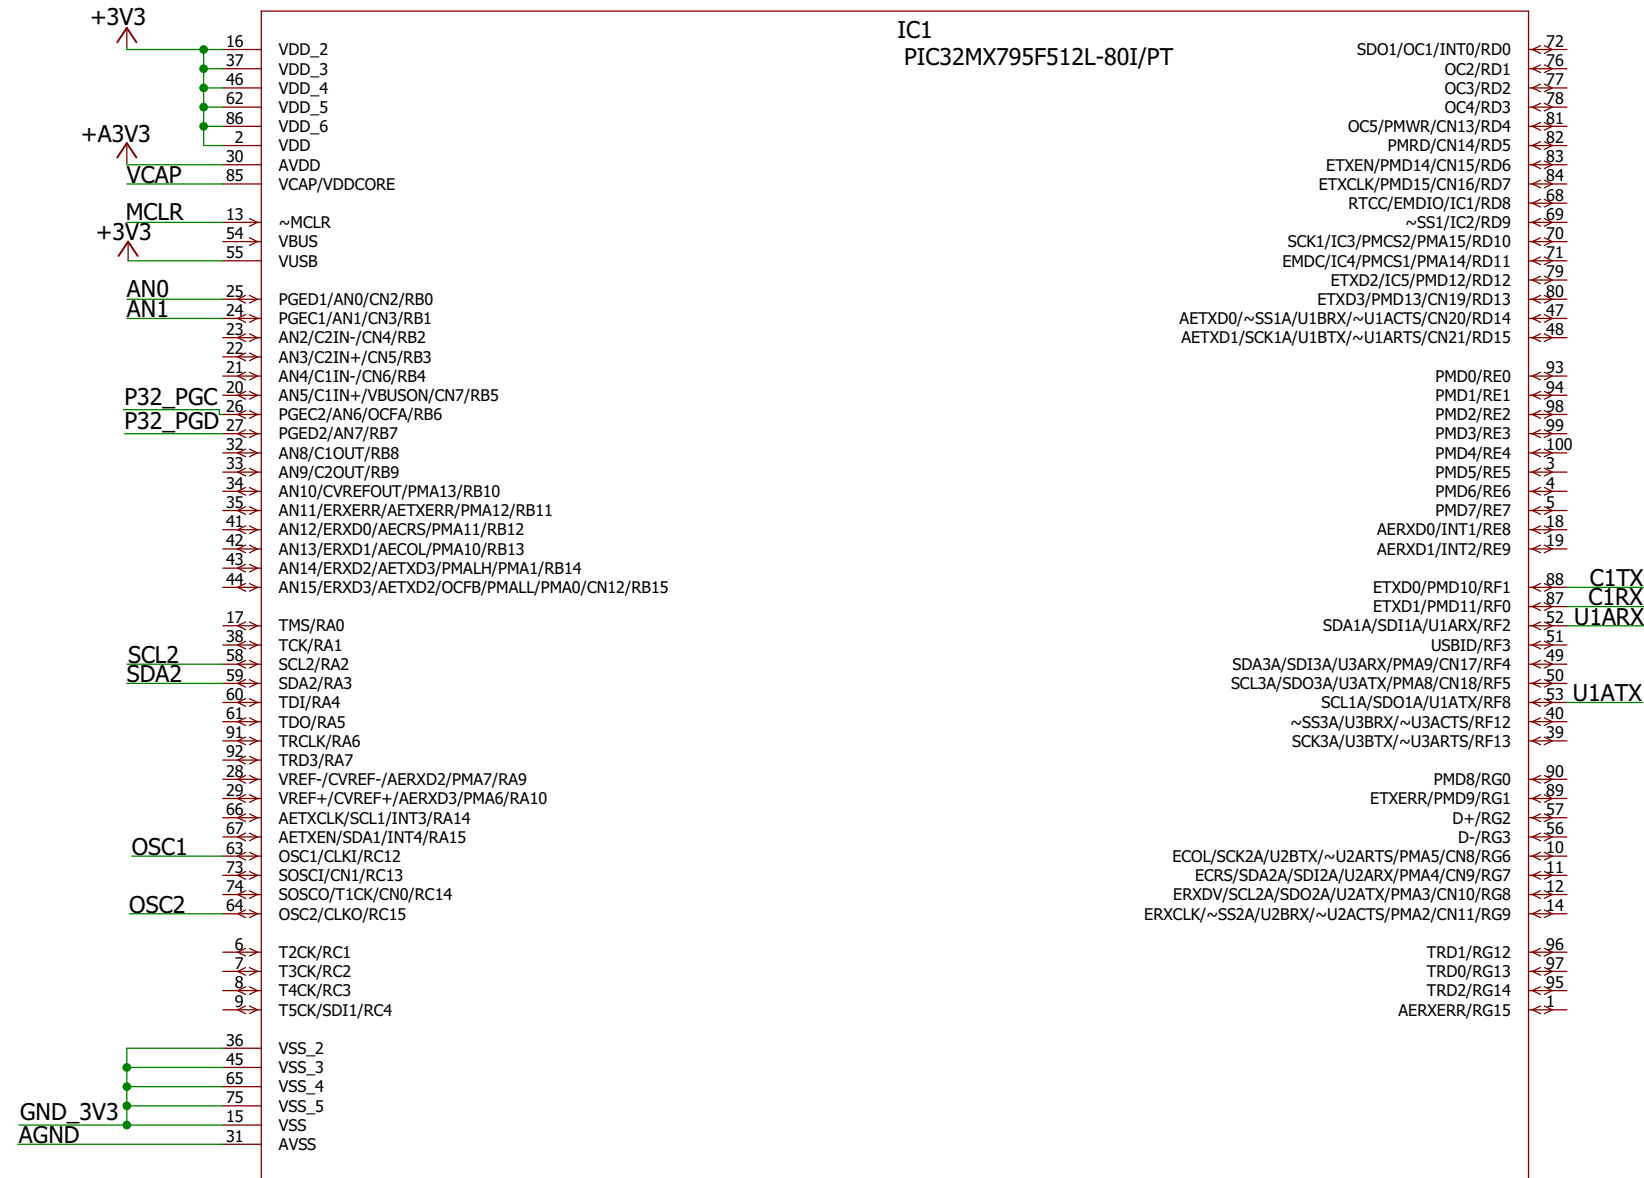 IC1
PIC32MX795F512L-80I/PT
+3V3
16 VDD_2
37 VDD_3
46 VDD_4
62 VDD_5
86 VDD_6
2 VDD
+A3V3
30 AVDD
VCAP 85 VCAP/VDDCORE
MCLR 13 ~MCLR
54 VBUS
+3V3
55 VUSB
AN0 25 PGED1/AN0/CN2/RB0
AN1 24 PGEC1/AN1/CN3/RB1
23 AN2/C2IN-/CN4/RB2
22 AN3/C2IN+/CN5/RB3
21 AN4/C1IN-/CN6/RB4
20 AN5/C1IN+/VBUSON/CN7/RB5
P32_PGC 26 PGEC2/AN6/OCFA/RB6
P32_PGD 27 PGED2/AN7/RB7
32 AN8/C1OUT/RB8
33 AN9/C2OUT/RB9
34 AN10/CVREFOUT/PMA13/RB10
35 AN11/ERXERR/AETXERR/PMA12/RB11
41 AN12/ERXD0/AECRS/PMA11/RB12
42 AN13/ERXD1/AECOL/PMA10/RB13
43 AN14/ERXD2/AETXD3/PMALH/PMA1/RB14
44 AN15/ERXD3/AETXD2/OCFB/PMALL/PMA0/CN12/RB15
17 TMS/RA0
38 TCK/RA1
SCL2 58 SCL2/RA2
SDA2 59 SDA2/RA3
60 TDI/RA4
61 TDO/RA5
91 TRCLK/RA6
92 TRD3/RA7
28 VREF-/CVREF-/AERXD2/PMA7/RA9
29 VREF+/CVREF+/AERXD3/PMA6/RA10
66 AETXCLK/SCL1/INT3/RA14
67 AETXEN/SDA1/INT4/RA15
OSC1 63 OSC1/CLKI/RC12
73 SOSCI/CN1/RC13
74 SOSCO/T1CK/CN0/RC14
OSC2 64 OSC2/CLKO/RC15
6 T2CK/RC1
7 T3CK/RC2
8 T4CK/RC3
9 T5CK/SDI1/RC4
36 VSS_2
45 VSS_3
65 VSS_4
75 VSS_5
GND_3V3 15 VSS
AGND 31 AVSS
SDO1/OC1/INT0/RD0 72
OC2/RD1 76
OC3/RD2 77
OC4/RD3 78
OC5/PMWR/CN13/RD4 81
PMRD/CN14/RD5 82
ETXEN/PMD14/CN15/RD6 83
ETXCLK/PMD15/CN16/RD7 84
RTCC/EMDIO/IC1/RD8 68
~SS1/IC2/RD9 69
SCK1/IC3/PMCS2/PMA15/RD10 70
EMDC/IC4/PMCS1/PMA14/RD11 71
ETXD2/IC5/PMD12/RD12 79
ETXD3/PMD13/CN19/RD13 80
AETXD0/~SS1A/U1BRX/~U1ACTS/CN20/RD14 47
AETXD1/SCK1A/U1BTX/~U1ARTS/CN21/RD15 48
PMD0/RE0 93
PMD1/RE1 94
PMD2/RE2 98
PMD3/RE3 99
PMD4/RE4 100
PMD5/RE5 3
PMD6/RE6 4
PMD7/RE7 5
AERXD0/INT1/RE8 18
AERXD1/INT2/RE9 19
ETXD0/PMD10/RF1 88 C1TX
ETXD1/PMD11/RF0 87 C1RX
SDA1A/SDI1A/U1ARX/RF2 52 U1ARX
USBID/RF3 51
SDA3A/SDI3A/U3ARX/PMA9/CN17/RF4 49
SCL3A/SDO3A/U3ATX/PMA8/CN18/RF5 50
SCL1A/SDO1A/U1ATX/RF8 53 U1ATX
~SS3A/U3BRX/~U3ACTS/RF12 40
SCK3A/U3BTX/~U3ARTS/RF13 39
PMD8/RG0 90
ETXERR/PMD9/RG1 89
D+/RG2 57
D-/RG3 56
ECOL/SCK2A/U2BTX/~U2ARTS/PMA5/CN8/RG6 10
ECRS/SDA2A/SDI2A/U2ARX/PMA4/CN9/RG7 11
ERXDV/SCL2A/SDO2A/U2ATX/PMA3/CN10/RG8 12
ERXCLK/~SS2A/U2BRX/~U2ACTS/PMA2/CN11/RG9 14
TRD1/RG12 96
TRD0/RG13 97
TRD2/RG14 95
AERXERR/RG15 1